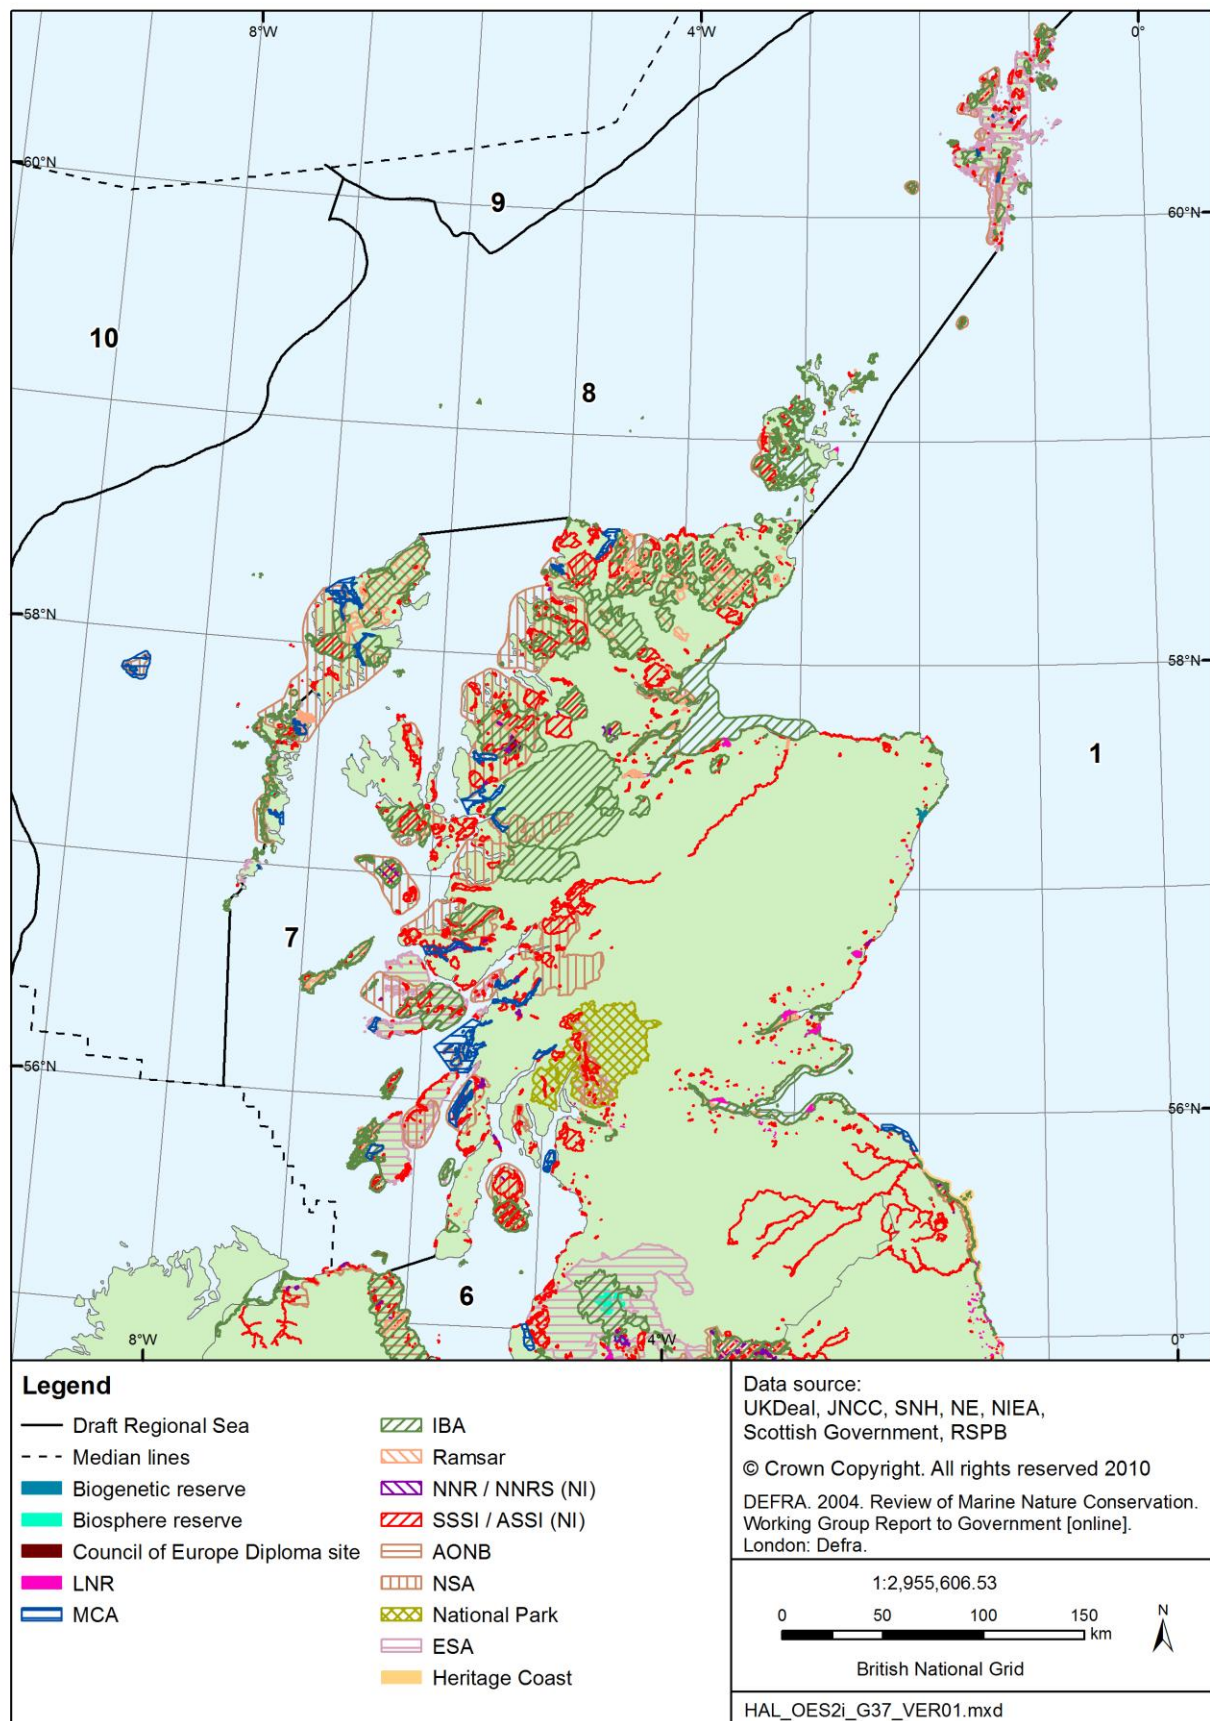 8°W
4°W
0°
60°N
9
60°N
10
8
58°N
58°N
1
7
56°N
56°N
6
8°W
4°W
0°
Legend
Draft Regional Sea
Median lines
Biogenetic reserve
Biosphere reserve
Council of Europe Diploma site
LNR
MCA
IBA
Ramsar
NNR / NNRS (NI)
SSSI / ASSI (NI)
AONB
NSA
National Park
ESA
Heritage Coast
Data source:
UKDeal, JNCC, SNH, NE, NIEA,
Scottish Government, RSPB
© Crown Copyright. All rights reserved 2010
DEFRA. 2004. Review of Marine Nature Conservation.
Working Group Report to Government [online].
London: Defra.
1:2,955,606.53
0 50 100 150
km
N
British National Grid
HAL_OES2i_G37_VER01.mxd